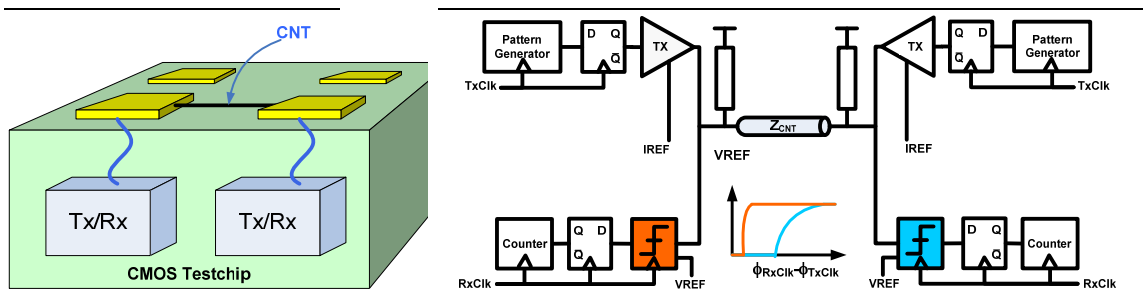 CNT
Tx/Rx
Tx/Rx
CMOS Testchip
Pattern
Generator
D Q
Q̅
TX
TxClk
IREF
VREF
ZCNT
TX
Q D
Q̅
Pattern
Generator
TxClk
IREF
Counter
Q D
Q̅
RxClk
VREF
ϕRxClk-ϕTxClk
VREF
D Q
Q̅
Counter
RxClk